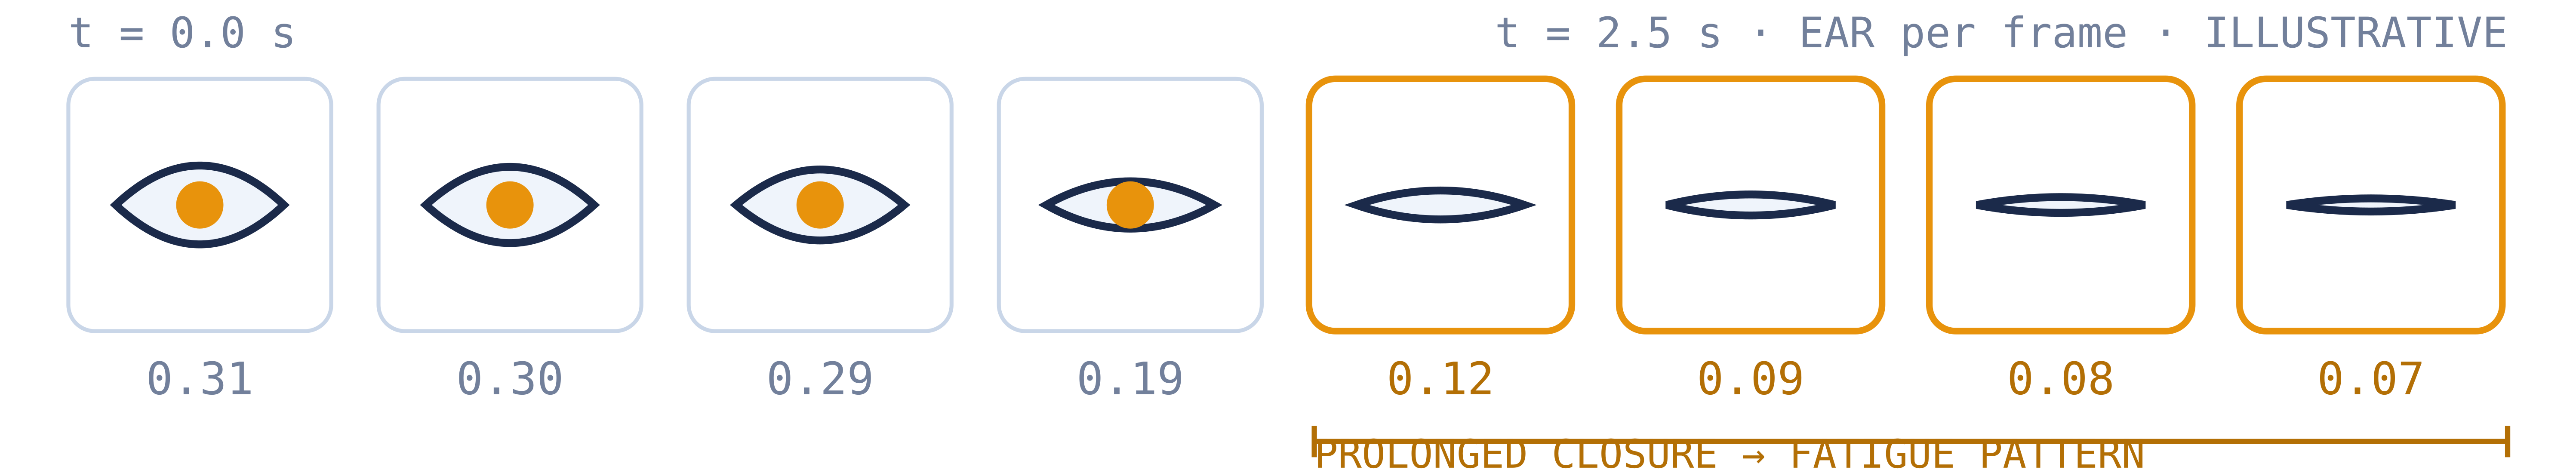 t = 0.0 s
t = 2.5 s · EAR per frame · ILLUSTRATIVE
0.31 0.30 0.29 0.19 0.12 0.09 0.08 0.07
PROLONGED CLOSURE → FATIGUE PATTERN